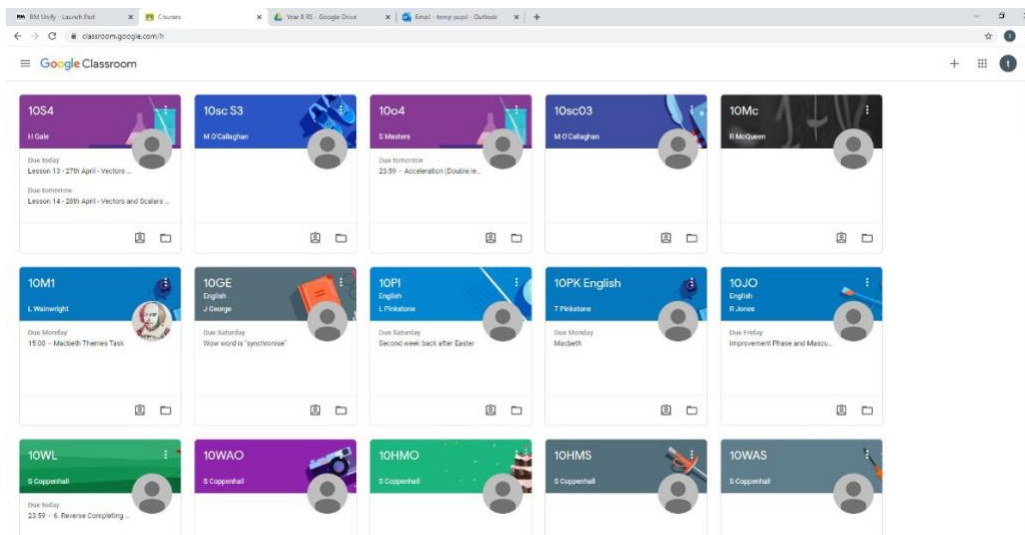 RM Unify - Launch Pad
Courses
Year 8 RS - Google Drive
Email - temp pupil - Outlook
classroom.google.com/h
Google Classroom
t
10S4
H Gale
Due today
Lesson 13 - 27th April - Vectors ...
Due tomorrow
Lesson 14 - 28th April - Vectors and Scalars ...
10sc S3
M O'Callaghan
10o4
S Masters
Due tomorrow
23:59 – Acceleration (Double le...
10sc03
M O'Callaghan
10Mc
R McQueen
10M1
L Wainwright
Due Monday
15:00 – Macbeth Themes Task
10GE
English
J George
Due Saturday
Wow word is "synchronise"
10PI
English
L Pinkstone
Due Saturday
Second week back after Easter
10PK English
T Pinkstone
Due Monday
Macbeth
10JO
English
R Jones
Due Friday
Improvement Phase and Mascu...
10WL
S Coppenhall
Due today
23:59 – 6. Reverse Completing ...
10WAO
S Coppenhall
10HMO
S Coppenhall
10HMS
S Coppenhall
10WAS
S Coppenhall